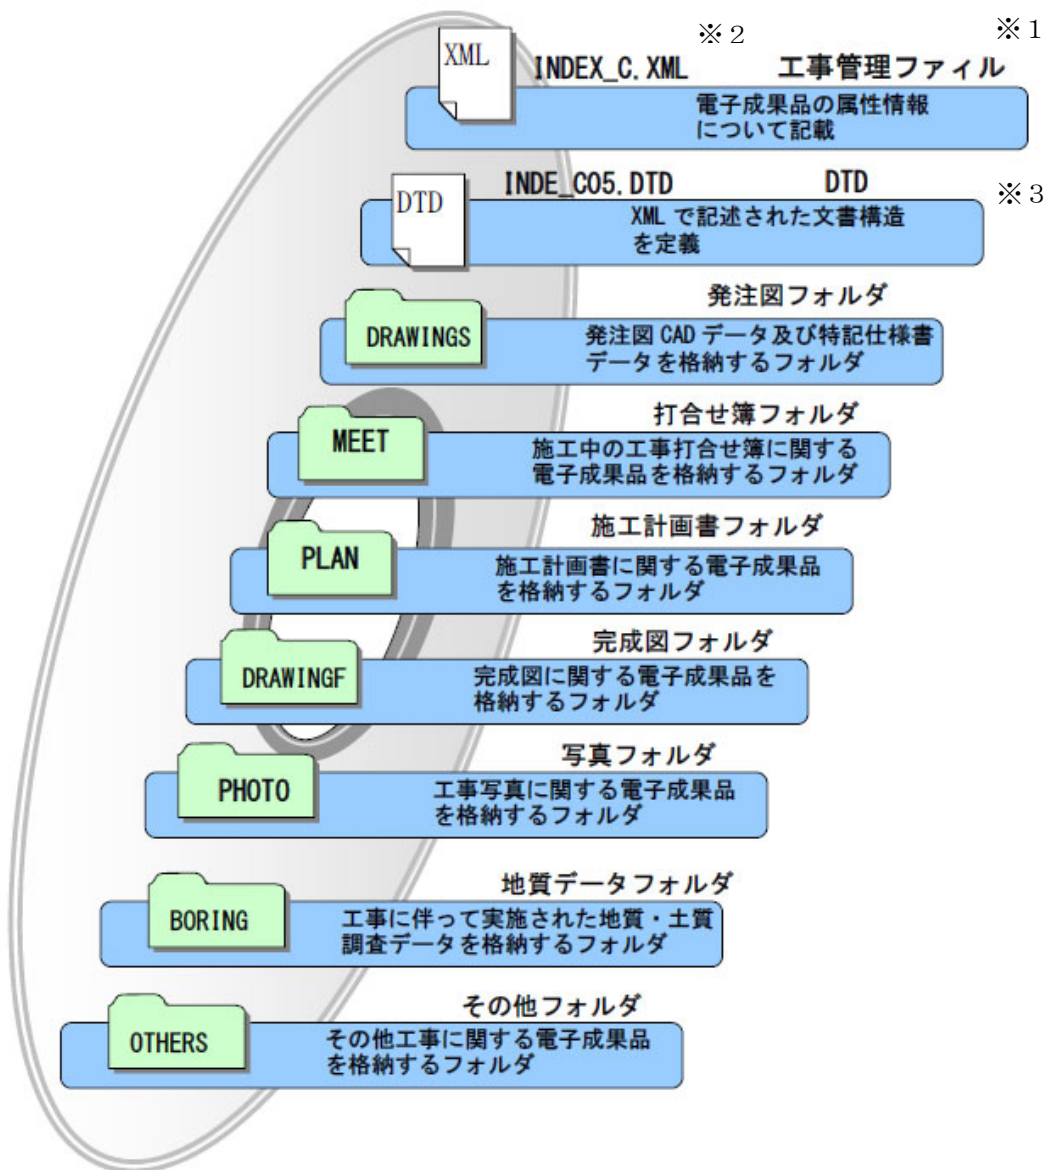 ※２ ※１
XML INDEX_C.XML 工事管理ファイル
電子成果品の属性情報
について記載
DTD INDE_C05.DTD DTD ※３
XMLで記述された文書構造
を定義
発注図フォルダ
DRAWINGS 発注図CADデータ及び特記仕様書
データを格納するフォルダ
打合せ簿フォルダ
MEET 施工中の工事打合せ簿に関する
電子成果品を格納するフォルダ
施工計画書フォルダ
PLAN 施工計画書に関する電子成果品
を格納するフォルダ
完成図フォルダ
DRAWINGF 完成図に関する電子成果品を
格納するフォルダ
写真フォルダ
PHOTO 工事写真に関する電子成果品
を格納するフォルダ
地質データフォルダ
BORING 工事に伴って実施された地質・土質
調査データを格納するフォルダ
その他フォルダ
OTHERS その他工事に関する電子成果品
を格納するフォルダ